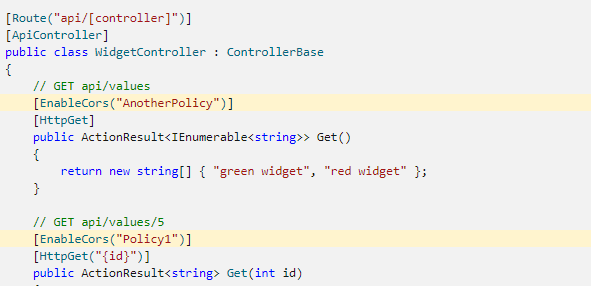 [Route("api/[controller]")]
[ApiController]
public class WidgetController : ControllerBase
{
    // GET api/values
    [EnableCors("AnotherPolicy")]
    [HttpGet]
    public ActionResult<IEnumerable<string>> Get()
    {
        return new string[] { "green widget", "red widget" };
    }

    // GET api/values/5
    [EnableCors("Policy1")]
    [HttpGet("{id}")]
    public ActionResult<string> Get(int id)